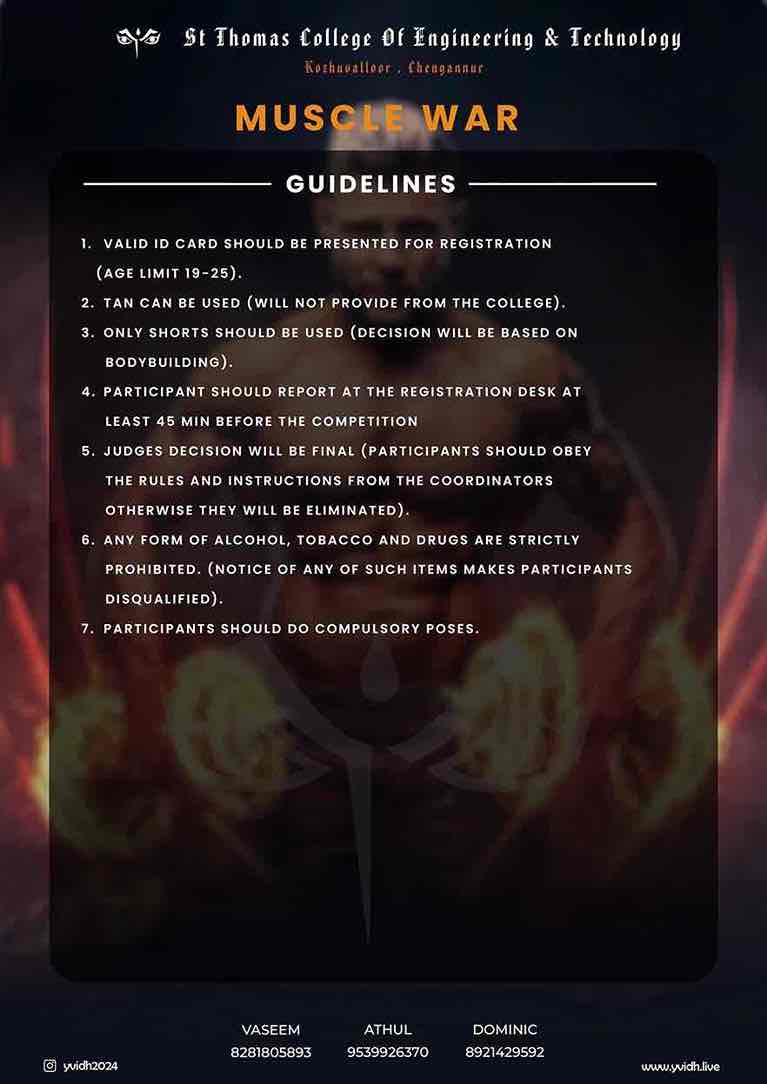 St Thomas College Of Engineering & Technology
Kozhuvalloor , Chengannur
MUSCLE WAR
GUIDELINES
1. VALID ID CARD SHOULD BE PRESENTED FOR REGISTRATION
(AGE LIMIT 19-25).
2. TAN CAN BE USED (WILL NOT PROVIDE FROM THE COLLEGE).
3. ONLY SHORTS SHOULD BE USED (DECISION WILL BE BASED ON
BODYBUILDING).
4. PARTICIPANT SHOULD REPORT AT THE REGISTRATION DESK AT
LEAST 45 MIN BEFORE THE COMPETITION
5. JUDGES DECISION WILL BE FINAL (PARTICIPANTS SHOULD OBEY
THE RULES AND INSTRUCTIONS FROM THE COORDINATORS
OTHERWISE THEY WILL BE ELIMINATED).
6. ANY FORM OF ALCOHOL, TOBACCO AND DRUGS ARE STRICTLY
PROHIBITED. (NOTICE OF ANY OF SUCH ITEMS MAKES PARTICIPANTS
DISQUALIFIED).
7. PARTICIPANTS SHOULD DO COMPULSORY POSES.
VASEEM ATHUL DOMINIC
8281805893 9539926370 8921429592
yvidh2024 www.yvidh.live